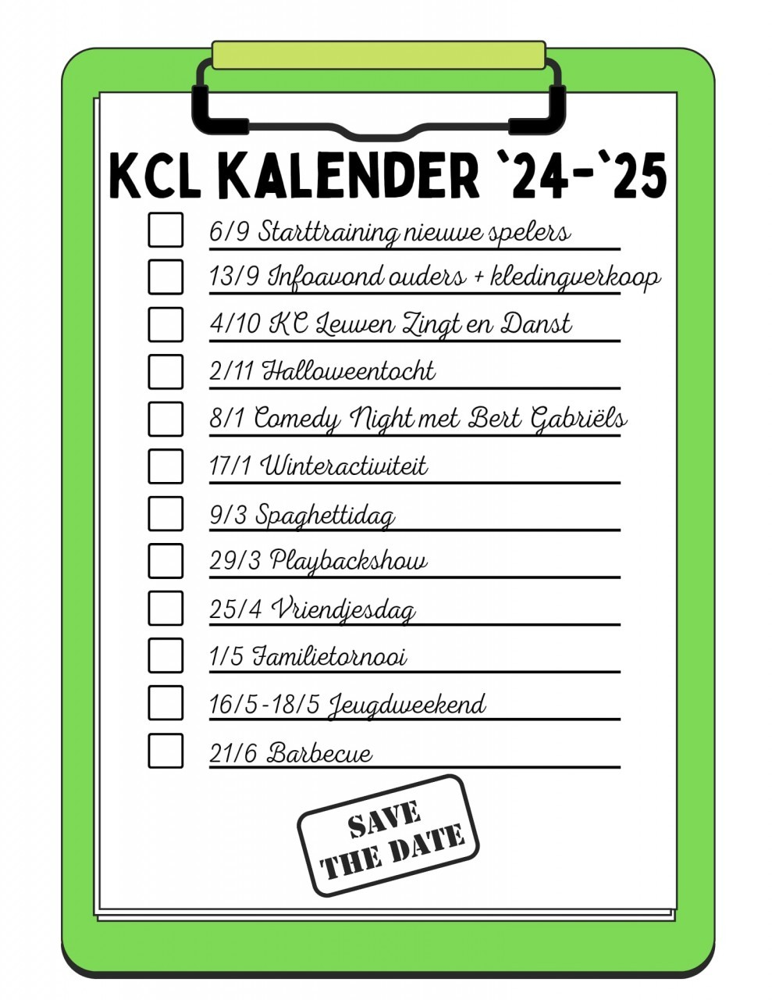 KCL KALENDER `24-`25
6/9 Starttraining nieuwe spelers
13/9 Infoavond ouders + kledingverkoop
4/10 KC Leuven Zingt en Danst
2/11 Halloweentocht
8/1 Comedy Night met Bert Gabriëls
17/1 Winteractiviteit
9/3 Spaghettidag
29/3 Playbackshow
25/4 Vriendjesdag
1/5 Familietornooi
16/5-18/5 Jeugdweekend
21/6 Barbecue
SAVE
THE DATE